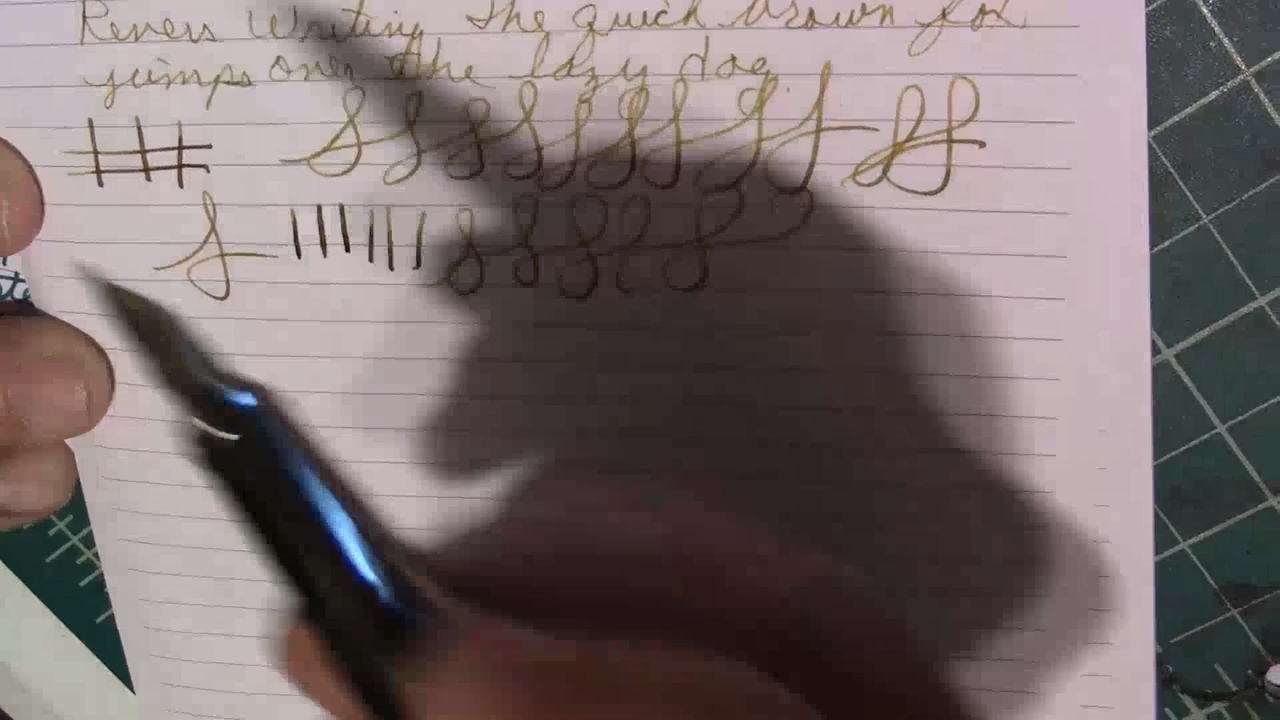 Revers Writing The quick brown fox
jumps over the lazy dog